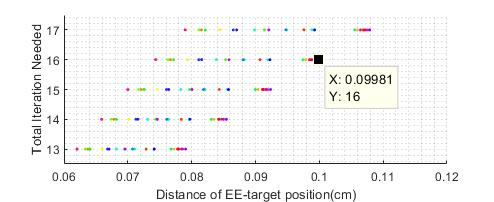 Total Iteration Needed
17
16
15
14
13
X: 0.09981
Y: 16
0.06 0.07 0.08 0.09 0.1 0.11 0.12
Distance of EE-target position(cm)